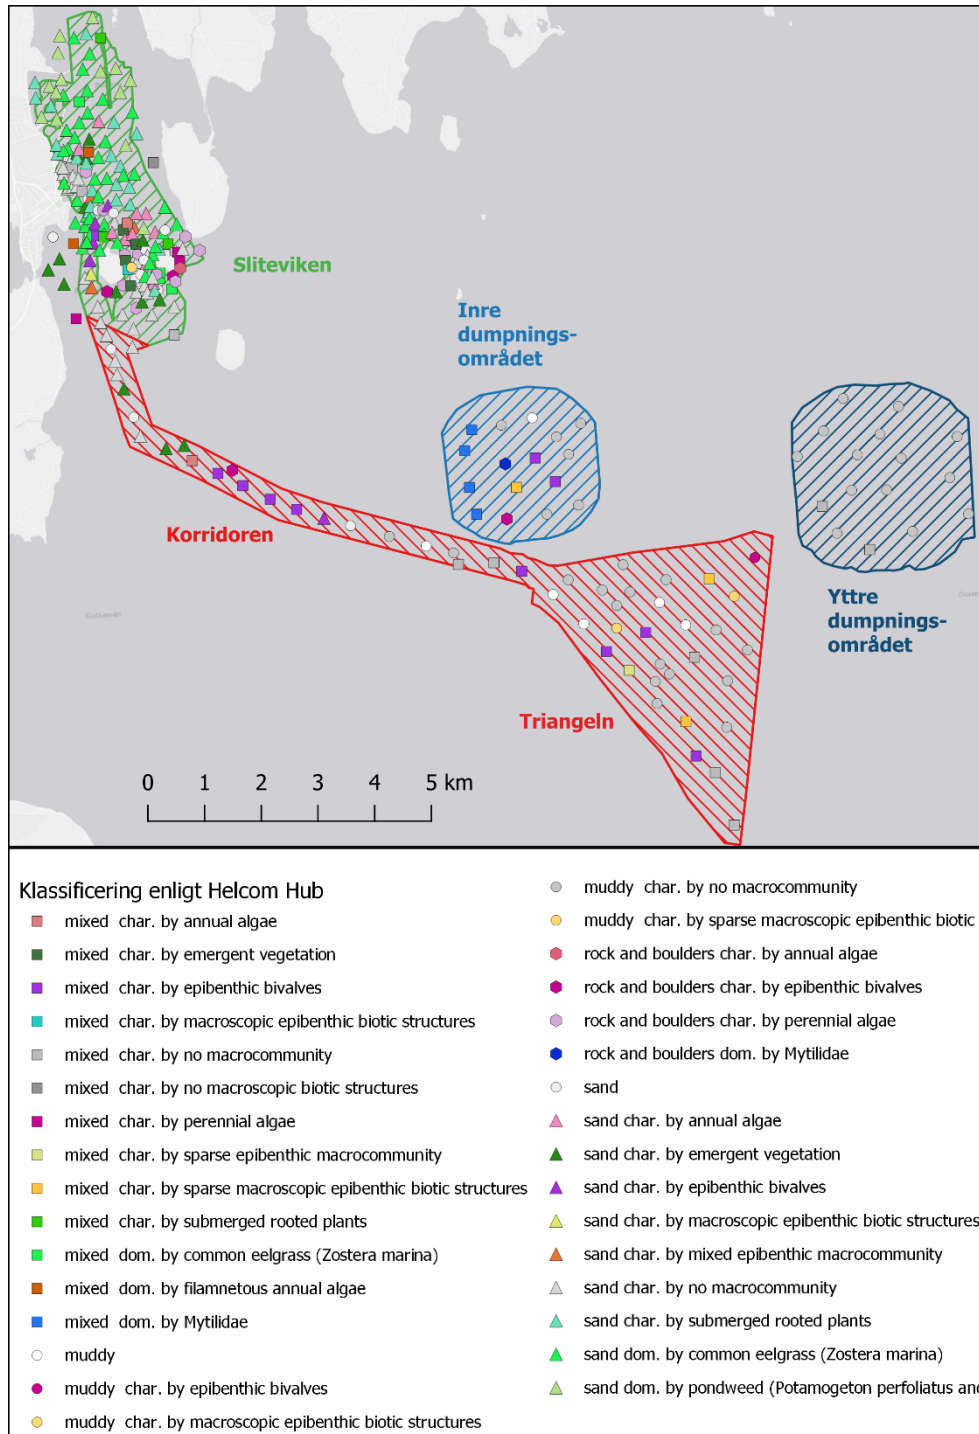 Sliteviken
Inre
dumpnings-
området
Korridoren
Yttre
dumpnings-
området
Triangeln
0 1 2 3 4 5 km
Klassificering enligt Helcom Hub
mixed char. by annual algae
mixed char. by emergent vegetation
mixed char. by epibenthic bivalves
mixed char. by macroscopic epibenthic biotic structures
mixed char. by no macrocommunity
mixed char. by no macroscopic biotic structures
mixed char. by perennial algae
mixed char. by sparse epibenthic macrocommunity
mixed char. by sparse macroscopic epibenthic biotic structures
mixed char. by submerged rooted plants
mixed dom. by common eelgrass (Zostera marina)
mixed dom. by filamnetous annual algae
mixed dom. by Mytilidae
muddy
muddy char. by epibenthic bivalves
muddy char. by macroscopic epibenthic biotic structures
muddy char. by no macrocommunity
muddy char. by sparse macroscopic epibenthic biotic
rock and boulders char. by annual algae
rock and boulders char. by epibenthic bivalves
rock and boulders char. by perennial algae
rock and boulders dom. by Mytilidae
sand
sand char. by annual algae
sand char. by emergent vegetation
sand char. by epibenthic bivalves
sand char. by macroscopic epibenthic biotic structures
sand char. by mixed epibenthic macrocommunity
sand char. by no macrocommunity
sand char. by submerged rooted plants
sand dom. by common eelgrass (Zostera marina)
sand dom. by pondweed (Potamogeton perfoliatus and